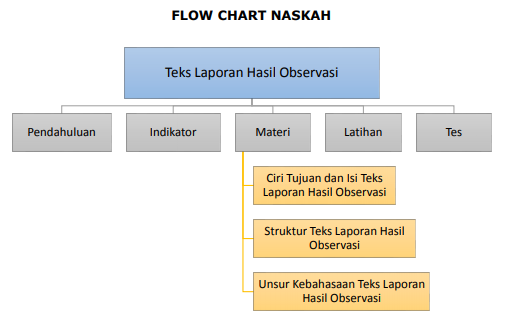 FLOW CHART NASKAH
Teks Laporan Hasil Observasi
Pendahuluan
Indikator
Materi
Latihan
Tes
Ciri Tujuan dan Isi Teks
Laporan Hasil Observasi
Struktur Teks Laporan Hasil
Observasi
Unsur Kebahasaan Teks Laporan
Hasil Observasi